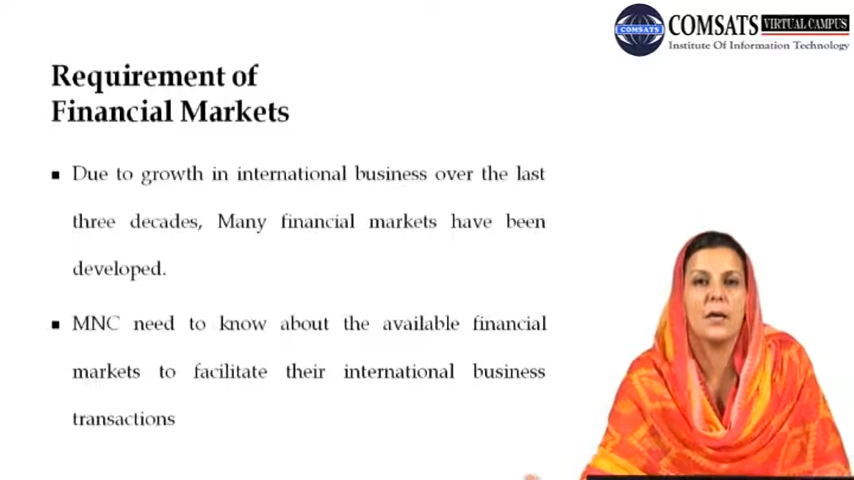 COMSATS VIRTUAL CAMPUS
COMSATS
Institute Of Information Technology
Requirement of
Financial Markets
Due to growth in international business over the last
three decades, Many financial markets have been
developed.
MNC need to know about the available financial
markets to facilitate their international business
transactions